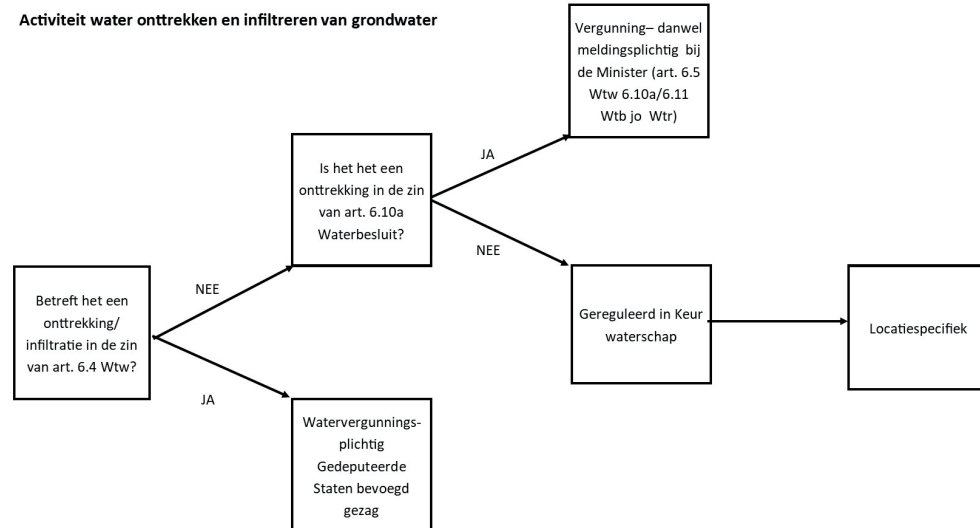 Activiteit water onttrekken en infiltreren van grondwater
Vergunning– danwel
meldingsplichtig bij
de Minister (art. 6.5
Wtw 6.10a/6.11
Wtb jo Wtr)
JA
Is het het een
onttrekking in de zin
van art. 6.10a
Waterbesluit?
NEE
NEE
Betreft het een
onttrekking/
infiltratie in de zin
van art. 6.4 Wtw?
Gereguleerd in Keur
waterschap
Locatiespecifiek
JA
Watervergunnings-
plichtig
Gedeputeerde
Staten bevoegd
gezag